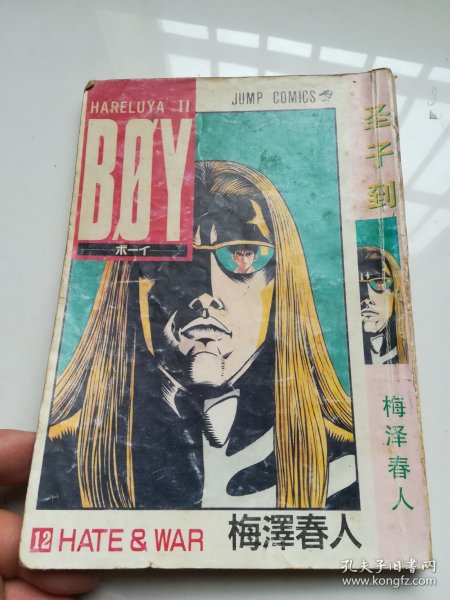 HARELUYA II
BØY
ボーイ
JUMP COMICS
圣子到
梅泽春人
12 HATE & WAR
梅澤春人
孔夫子旧书网
www.kongfz.com